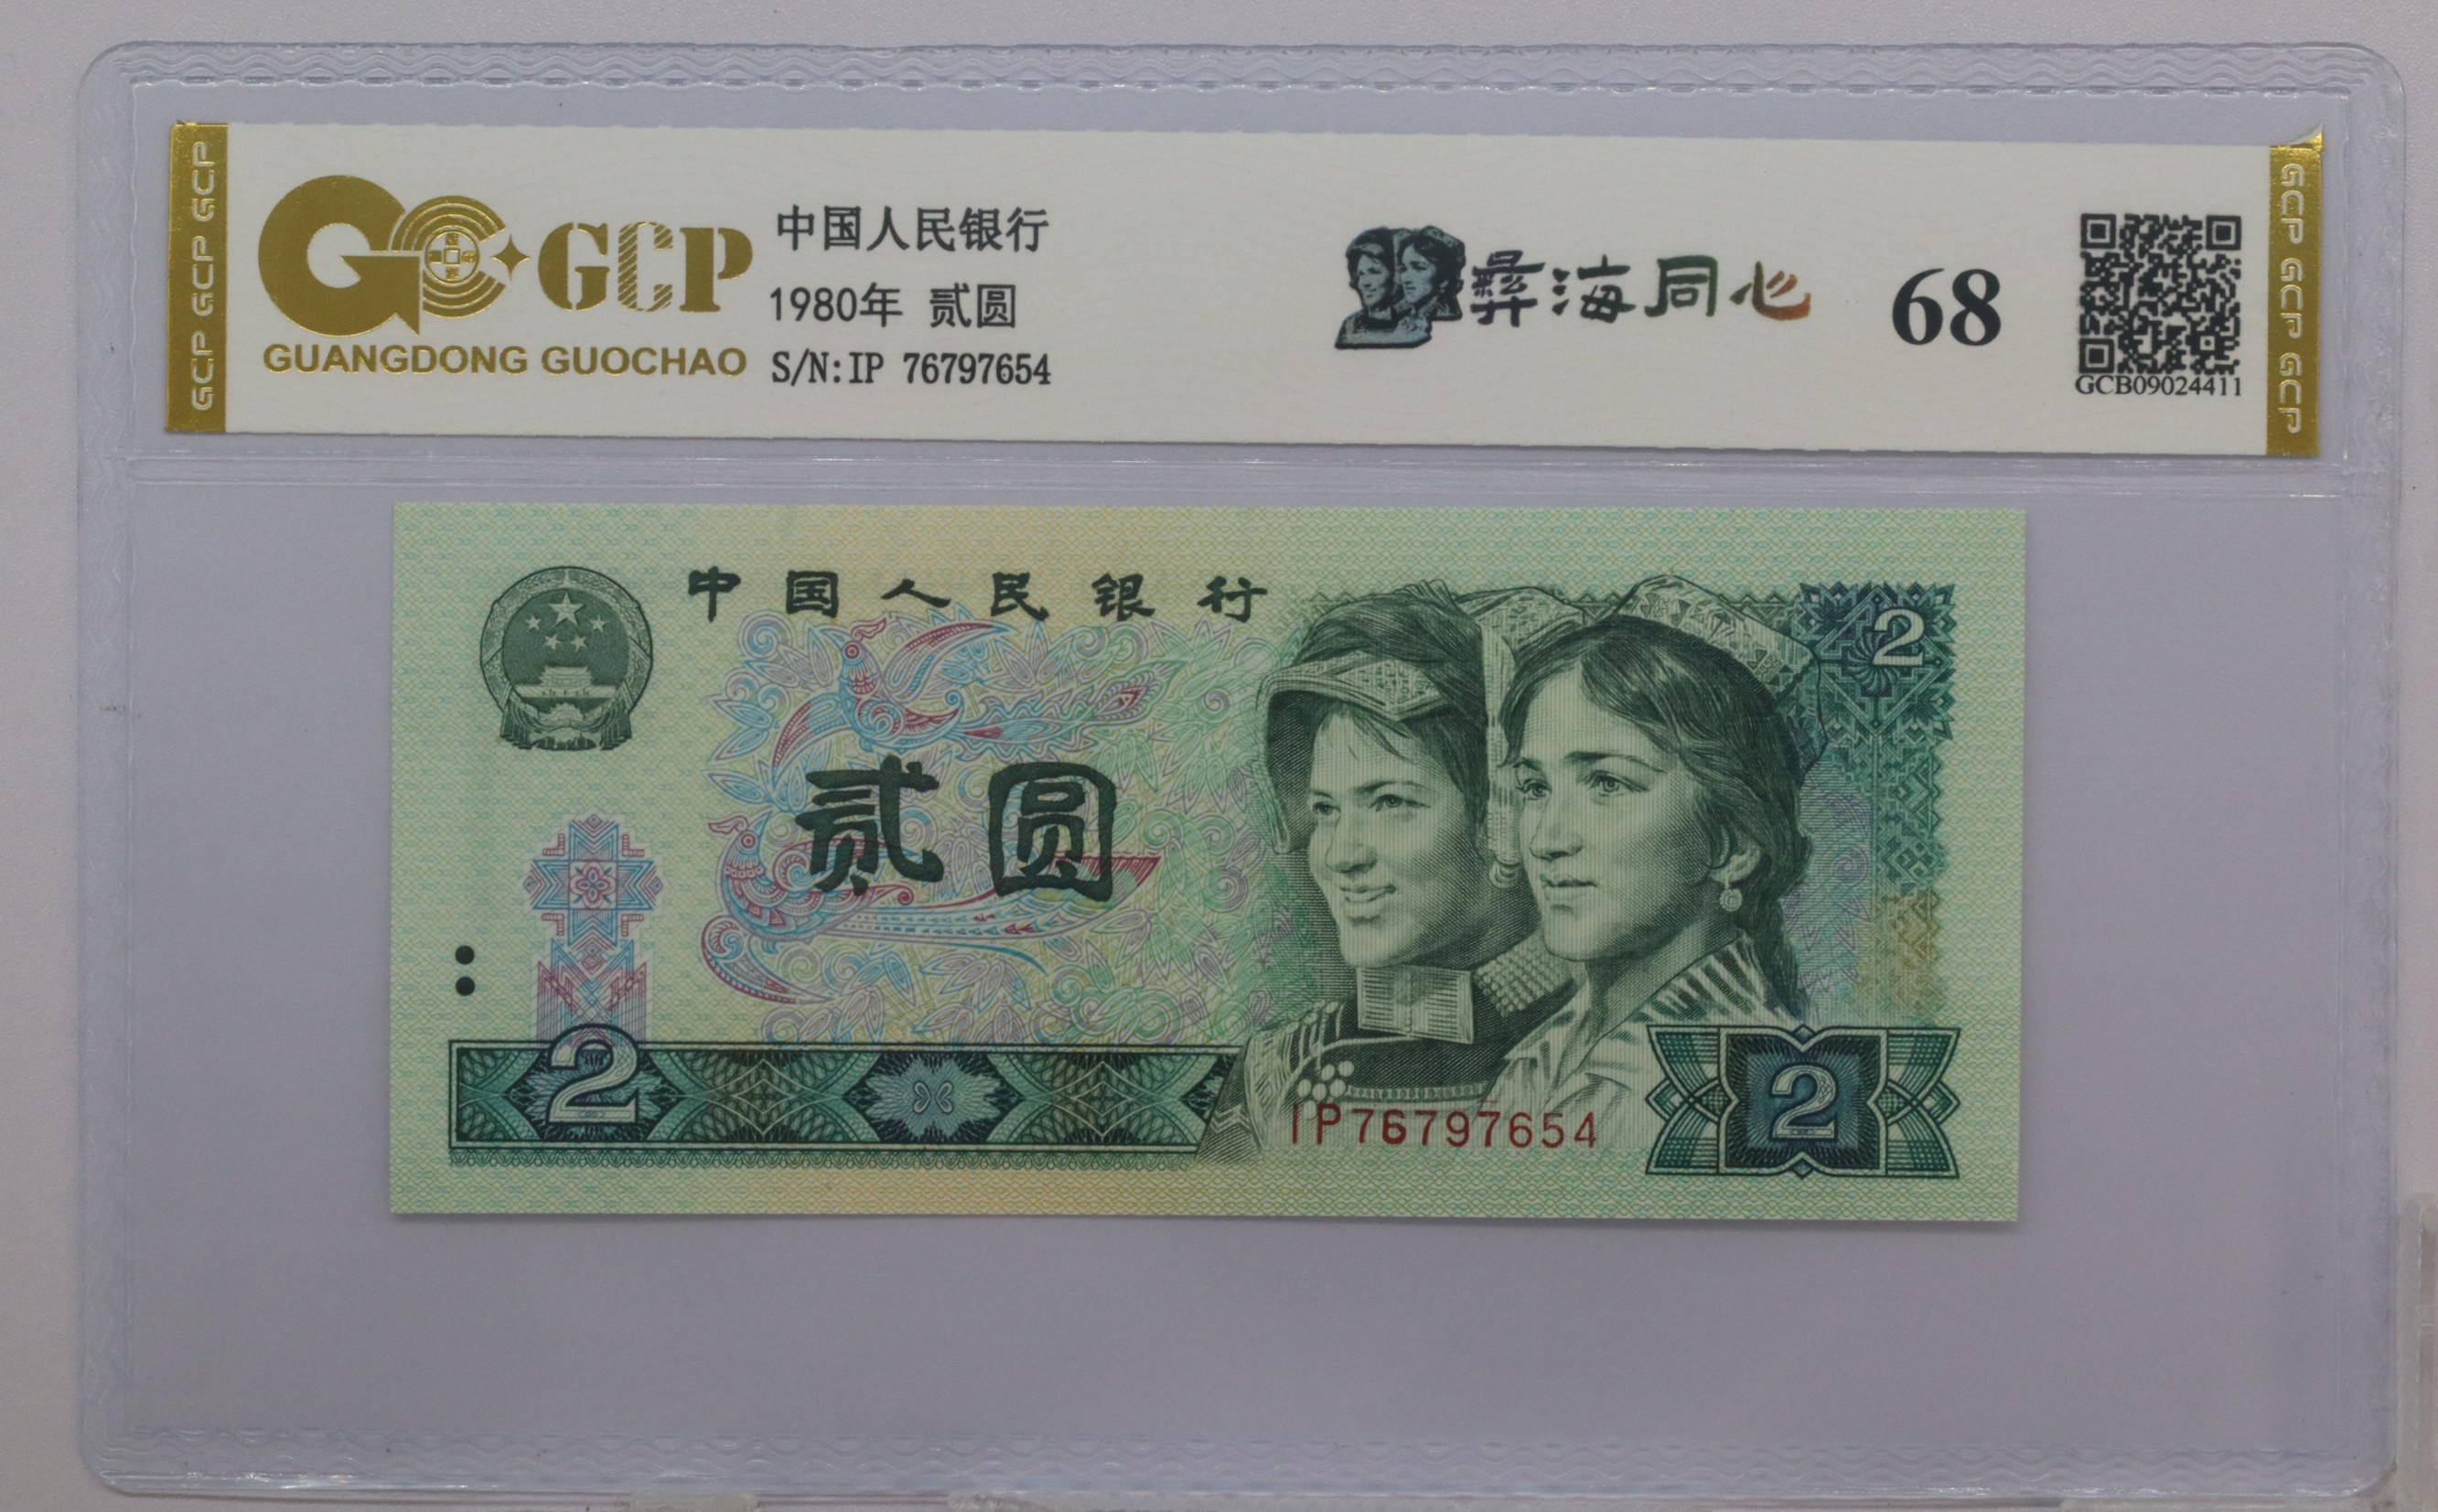 GCP GCP GCP
GCP
GUANGDONG GUOCHAO
中国人民银行
1980年 贰圆
S/N:IP 76797654
彝海同心
68
GCB09024411
GCP GCP GCP
中国人民银行
2
贰圆
2
IP76797654
2